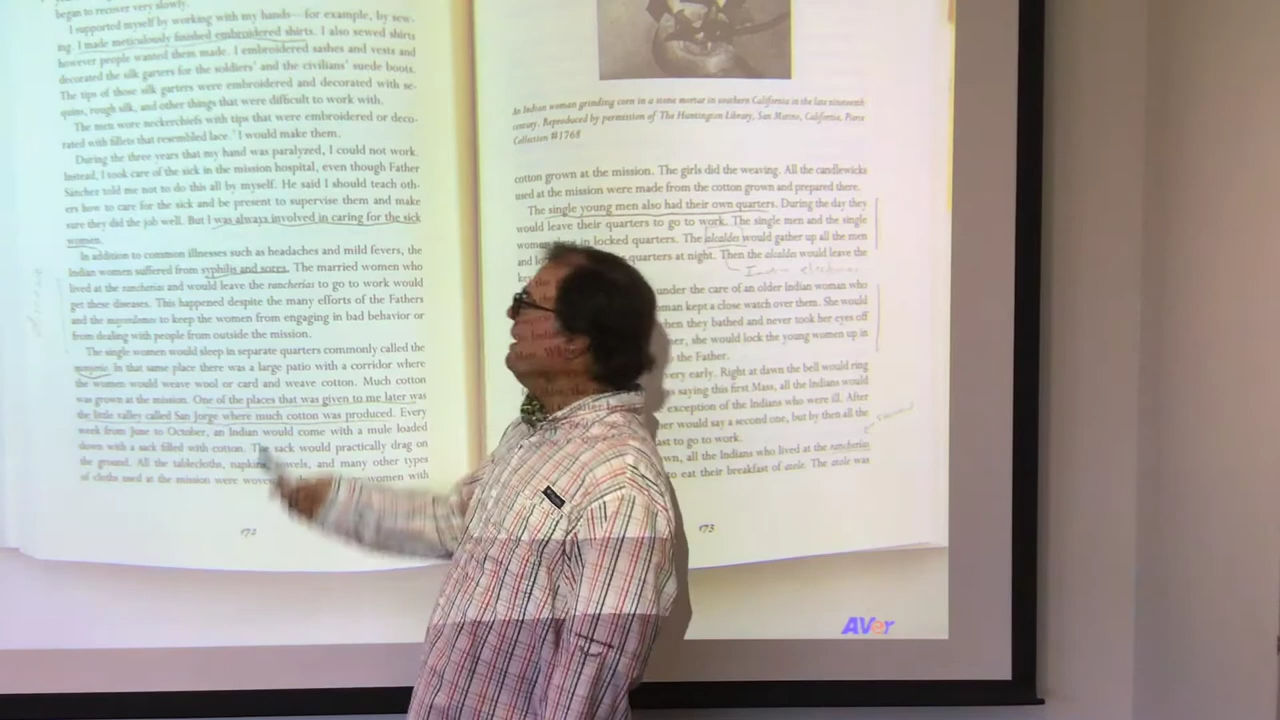 began to recover very slowly.
I supported myself by working with my hands—for example, by sew-
ing. I made meticulously finished embroidered shirts. I also sewed shirts
however people wanted them made. I embroidered sashes and vests and
decorated the silk garters for the soldiers' and the civilians' suede boots.
The tips of those silk garters were embroidered and decorated with se-
quins, rough silk, and other things that were difficult to work with.
The men wore neckerchiefs with tips that were embroidered or deco-
rated with fillets that resembled lace. I would make them.
During the three years that my hand was paralyzed, I could not work.
Instead, I took care of the sick in the mission hospital, even though Father
Sánchez told me not to do this all by myself. He said I should teach oth-
ers how to care for the sick and be present to supervise them and make
sure they did the job well. But I was always involved in caring for the sick
women.
In addition to common illnesses such as headaches and mild fevers, the
Indian women suffered from syphilis and sores. The married women who
lived at the rancherías and would leave the rancherías to go to work would
get these diseases. This happened despite the many efforts of the Fathers
and the mayordomos to keep the women from engaging in bad behavior or
from dealing with people from outside the mission.
The single women would sleep in separate quarters commonly called the
In that same place there was a large patio with a corridor where
the women would weave wool or card and weave cotton. Much cotton
was grown at the mission. One of the places that was given to me later was
the little valley called San Jorge where much cotton was produced. Every
week from June to October, an Indian would come with a mule loaded
down with a sack filled with cotton. The sack would practically drag on
the ground. All the tablecloths, napkins, towels, and many other types
of cloths used at the mission were woven women with
172
An Indian woman grinding corn in a stone mortar in southern California in the late nineteenth
century. Reproduced by permission of The Huntington Library, San Marino, California, Pierce
Collection #1768
cotton grown at the mission. The girls did the weaving. All the candlewicks
used at the mission were made from the cotton grown and prepared there.
The single young men also had their own quarters. During the day they
would leave their quarters to go to work. The single men and the single
women in locked quarters. The alcaldes would gather up all the men
and quarters at night. Then the alcaldes would leave the
under the care of an older Indian woman who
kept a close watch over them. She would
when they bathed and never took her eyes off
she would lock the young women up in
the Father.
very early. Right at dawn the bell would ring
saying this first Mass, all the Indians would
exception of the Indians who were ill. After
would say a second one, but by then all the
to go to work.
all the Indians who lived at the rancherías
to eat their breakfast of atole. The atole was
173
AVer